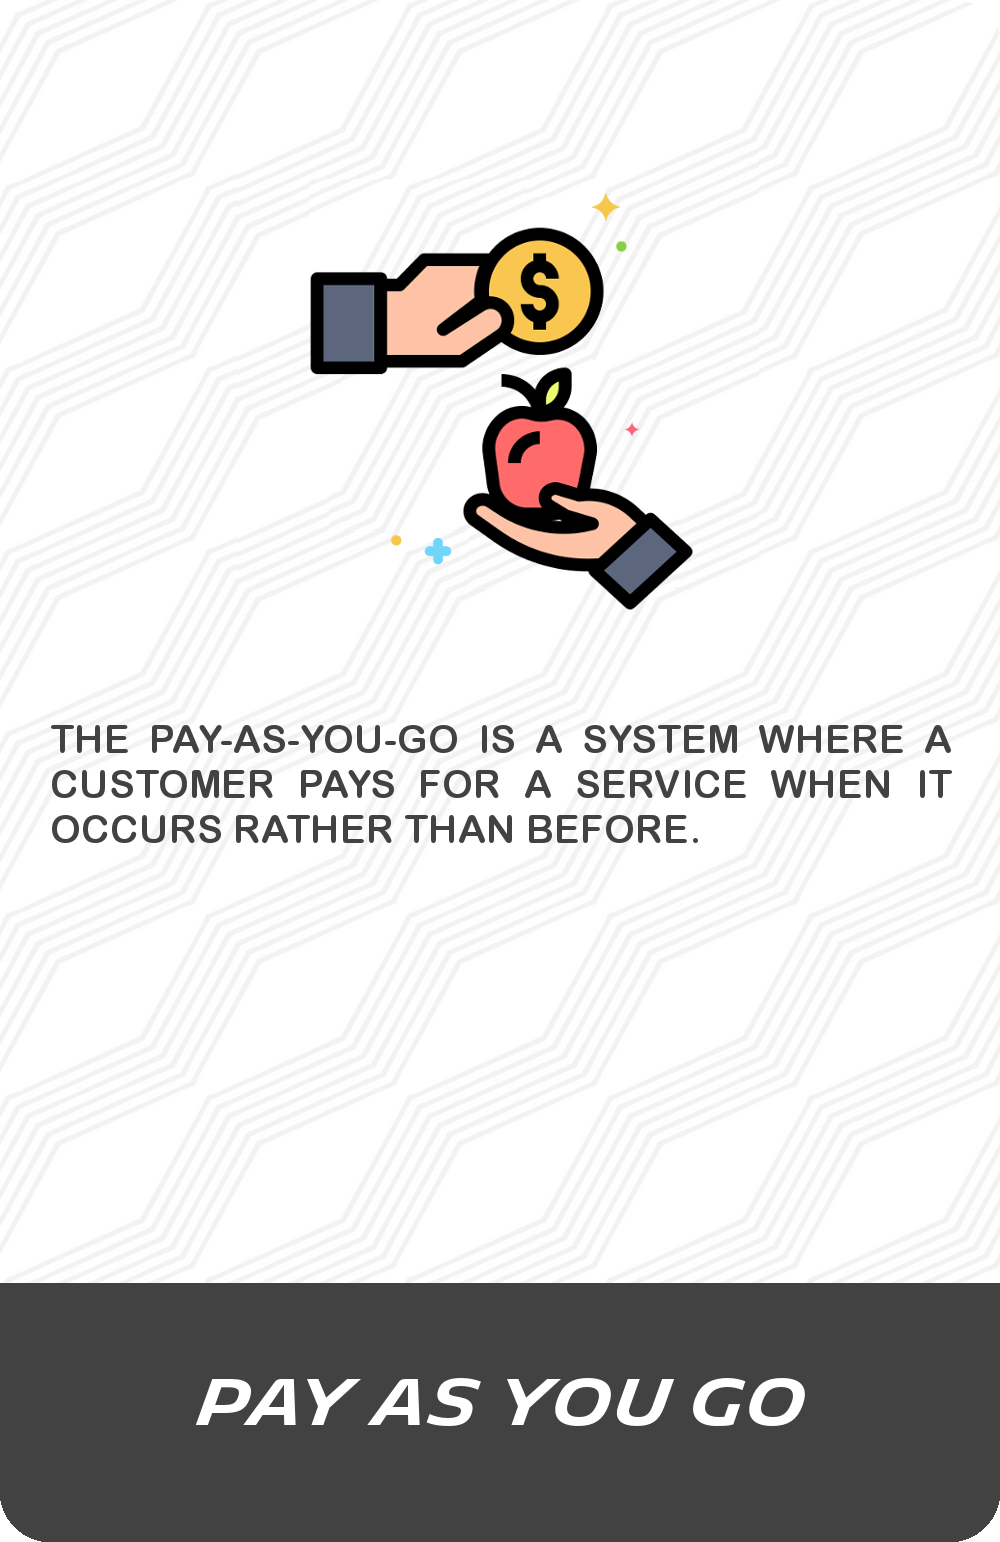 $
THE PAY-AS-YOU-GO IS A SYSTEM WHERE A
CUSTOMER PAYS FOR A SERVICE WHEN IT
OCCURS RATHER THAN BEFORE.
PAY AS YOU GO